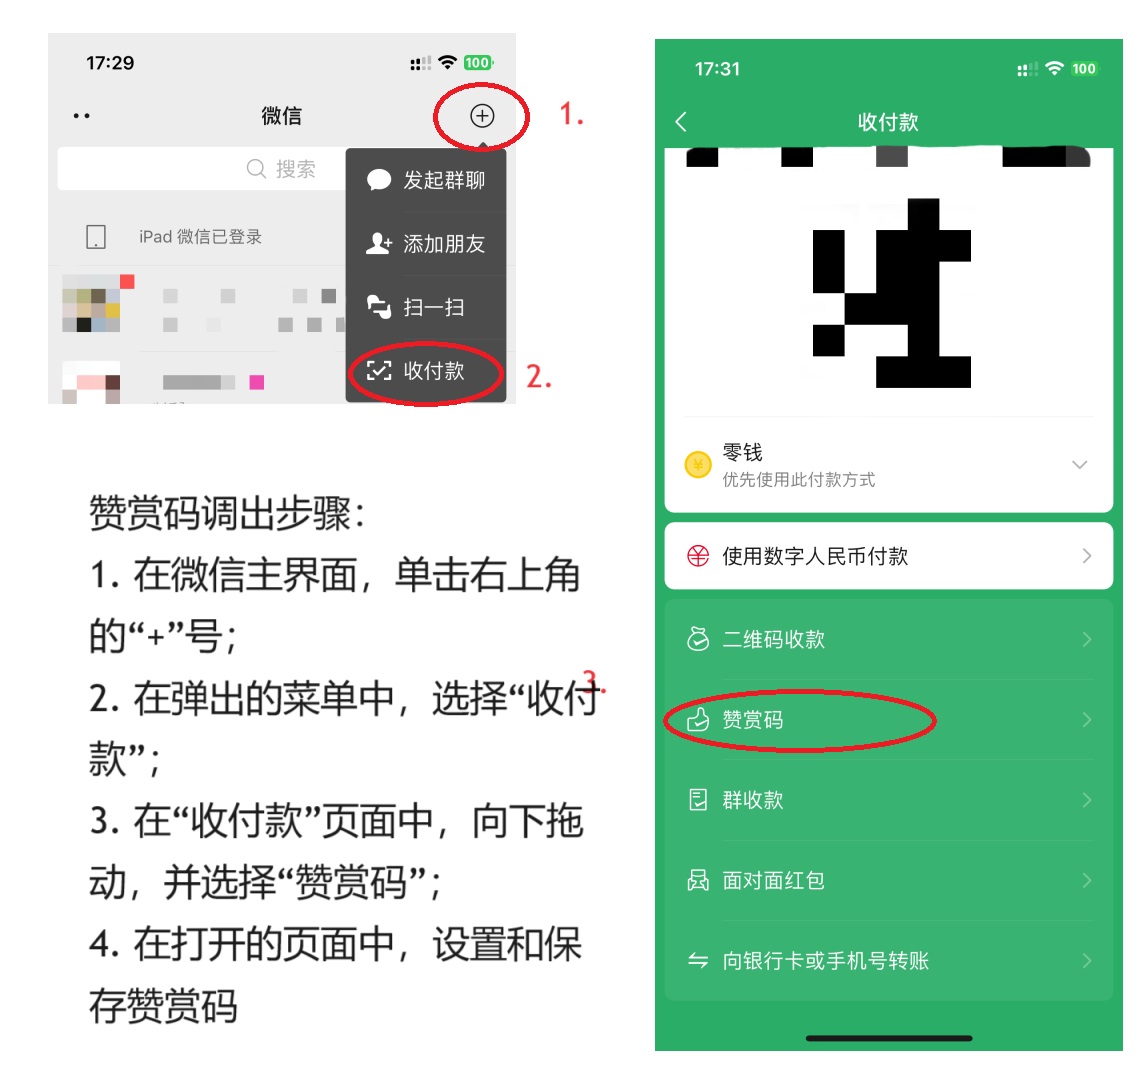 17:29
100
微信
1.
搜索
发起群聊
iPad 微信已登录
添加朋友
扫一扫
收付款
2.
赞赏码调出步骤：
1. 在微信主界面，单击右上角
的“+”号；
2. 在弹出的菜单中，选择“收付
款”；
3. 在“收付款”页面中，向下拖
动，并选择“赞赏码”；
4. 在打开的页面中，设置和保
存赞赏码
3.
17:31
100
收付款
零钱
优先使用此付款方式
使用数字人民币付款
二维码收款
赞赏码
群收款
面对面红包
向银行卡或手机号转账